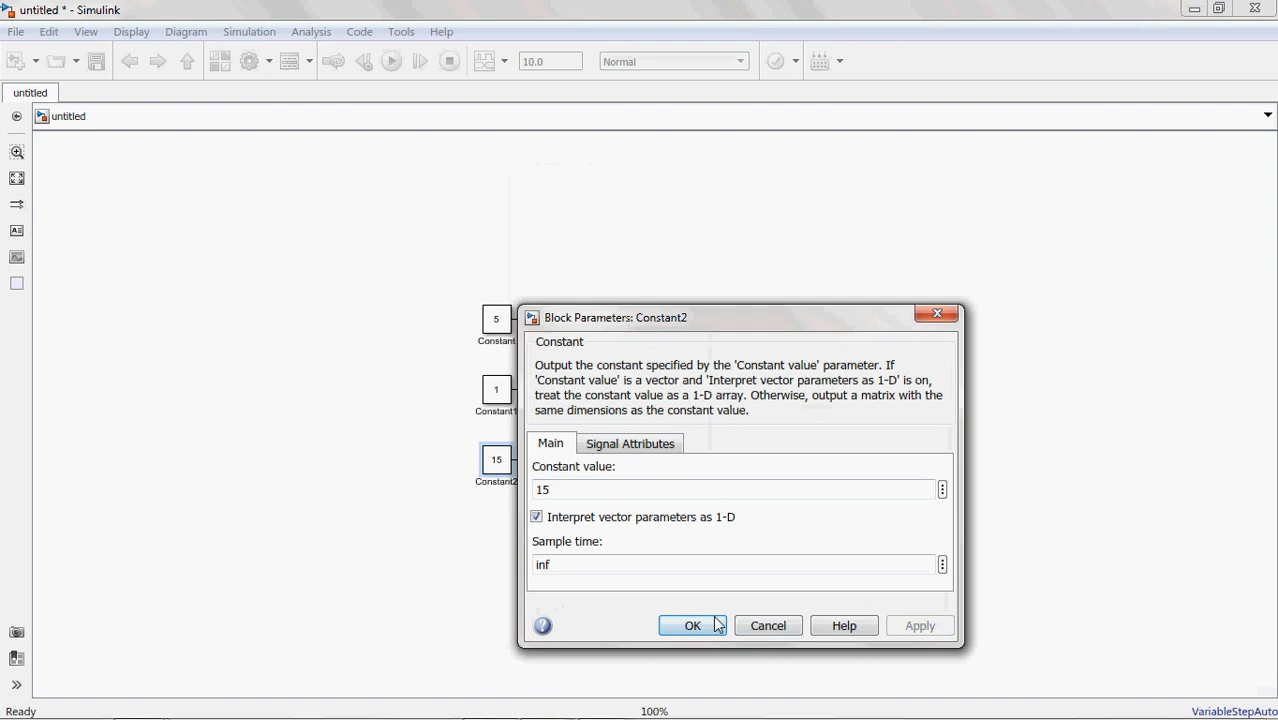 untitled * - Simulink
File Edit View Display Diagram Simulation Analysis Code Tools Help
10.0 Normal
untitled
untitled
5
Constant
1
Constant1
15
Constant2
Block Parameters: Constant2
Constant
Output the constant specified by the 'Constant value' parameter. If
'Constant value' is a vector and 'Interpret vector parameters as 1-D' is on,
treat the constant value as a 1-D array. Otherwise, output a matrix with the
same dimensions as the constant value.
Main Signal Attributes
Constant value:
15
Interpret vector parameters as 1-D
Sample time:
inf
OK Cancel Help Apply
Ready 100% VariableStepAuto